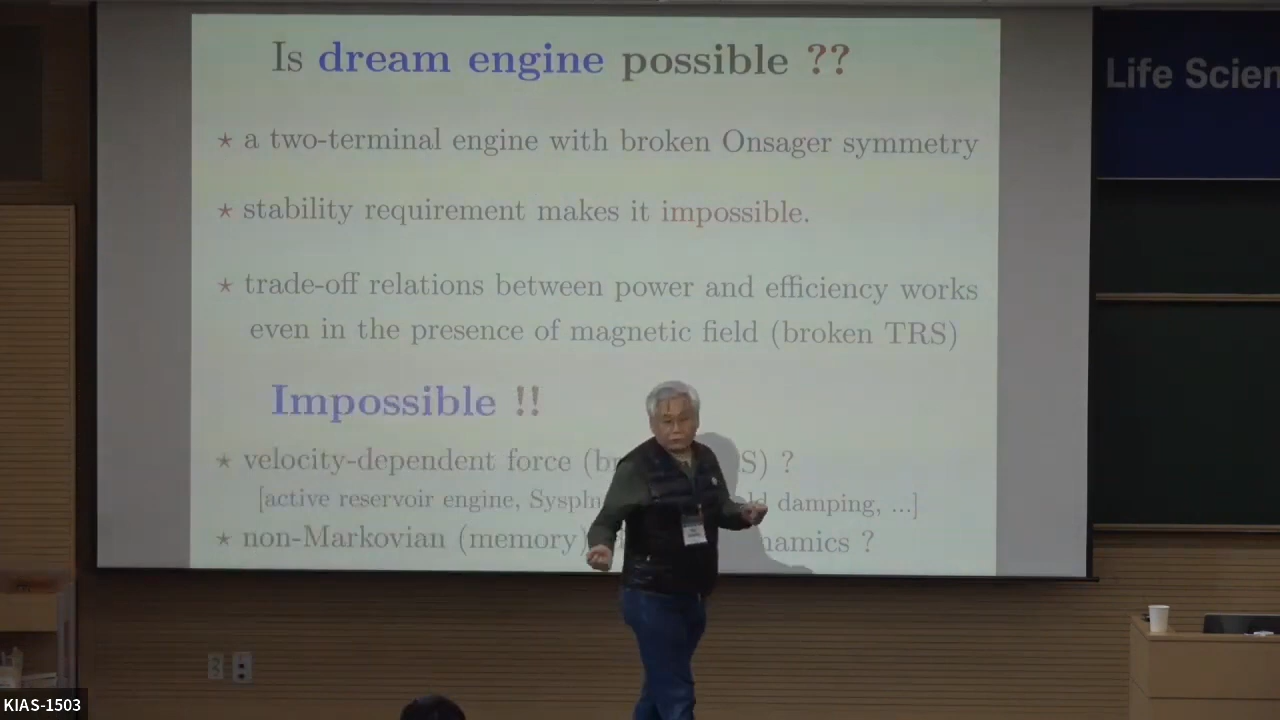 Is dream engine possible ??
Life Scien
⋆ a two-terminal engine with broken Onsager symmetry
⋆ stability requirement makes it impossible.
⋆ trade-off relations between power and efficiency works
even in the presence of magnetic field (broken TRS)
Impossible !!
⋆ velocity-dependent force (br S) ?
[active reservoir engine, damping, ...]
⋆ non-Markovian (memory) namics ?
KIAS-1503